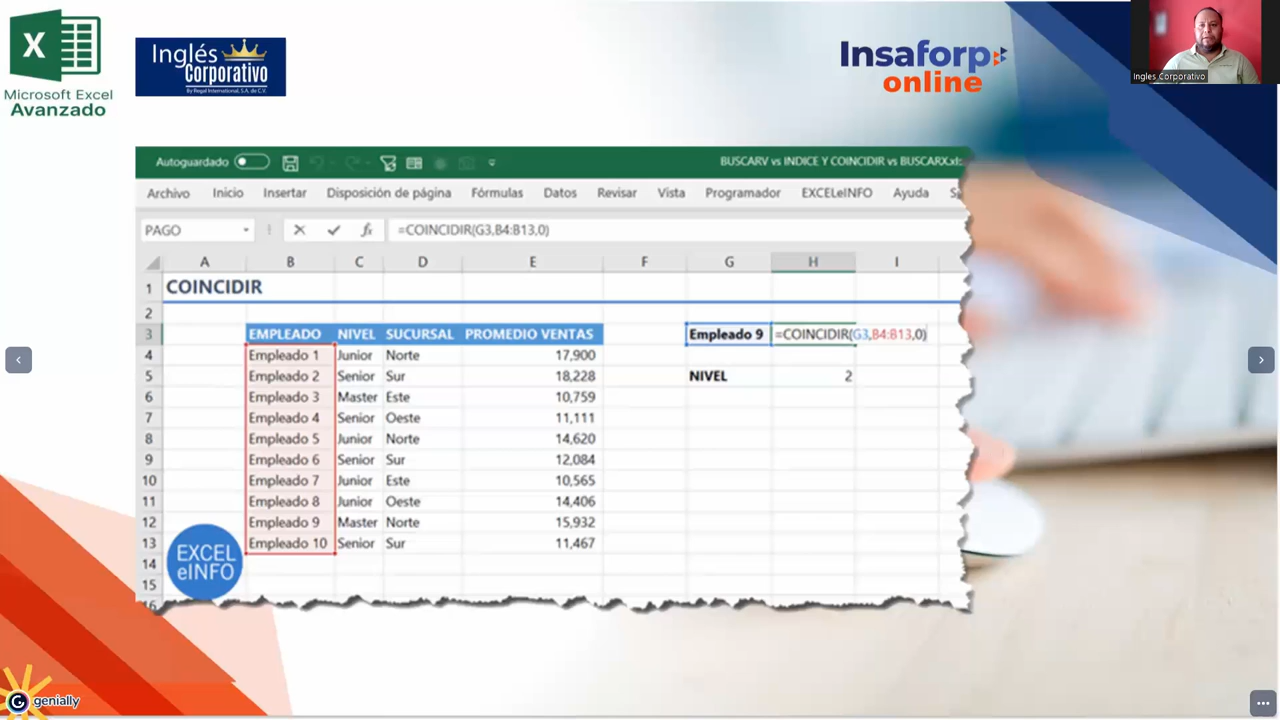 Microsoft Excel
Avanzado
Inglés
Corporativo
By Regal International, S.A. de C.V.
Insaforp
online
Ingles Corporativo
Autoguardado
BUSCARV vs INDICE Y COINCIDIR vs BUSCARX.xls
Archivo Inicio Insertar Disposición de página Fórmulas Datos Revisar Vista Programador EXCELeINFO Ayuda
PAGO fx =COINCIDIR(G3,B4:B13,0)
A B C D E F G H I
1 COINCIDIR
2
3 EMPLEADO NIVEL SUCURSAL PROMEDIO VENTAS Empleado 9 =COINCIDIR(G3,B4:B13,0)
4 Empleado 1 Junior Norte 17,900
5 Empleado 2 Senior Sur 18,228 NIVEL 2
6 Empleado 3 Master Este 10,759
7 Empleado 4 Senior Oeste 11,111
8 Empleado 5 Junior Norte 14,620
9 Empleado 6 Senior Sur 12,084
10 Empleado 7 Junior Este 10,565
11 Empleado 8 Junior Oeste 14,406
12 Empleado 9 Master Norte 15,932
13 Empleado 10 Senior Sur 11,467
14
15
EXCEL
eINFO
genially